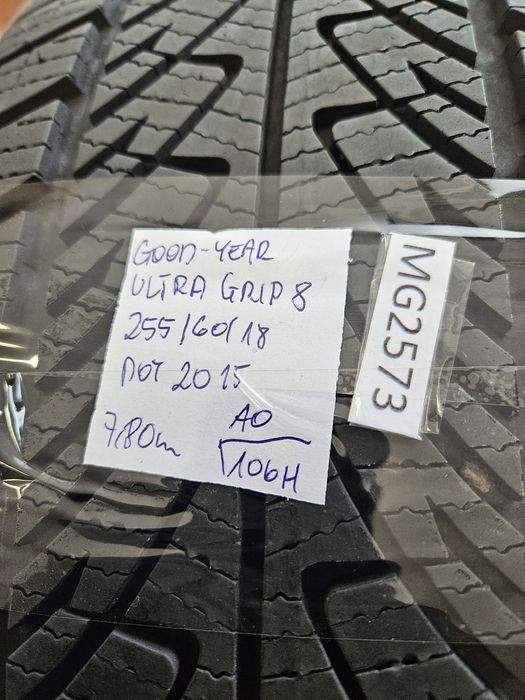 GOOD-YEAR
ULTRA GRIP 8
255/60/18
DOT 2015
7,80m
AO
106H
MG2573